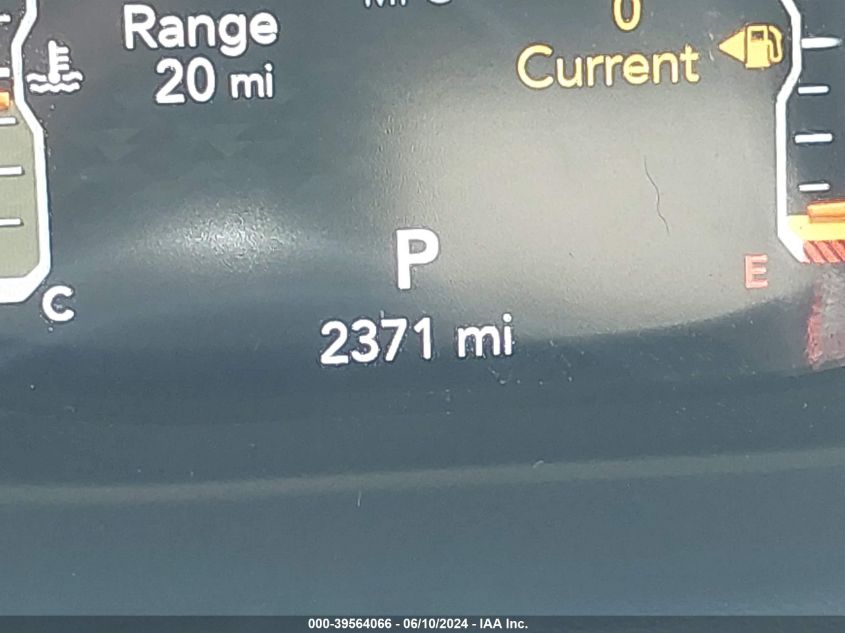 Range
20 mi
0
Current
P
E
C
2371 mi
000-39564066 - 06/10/2024 - IAA Inc.